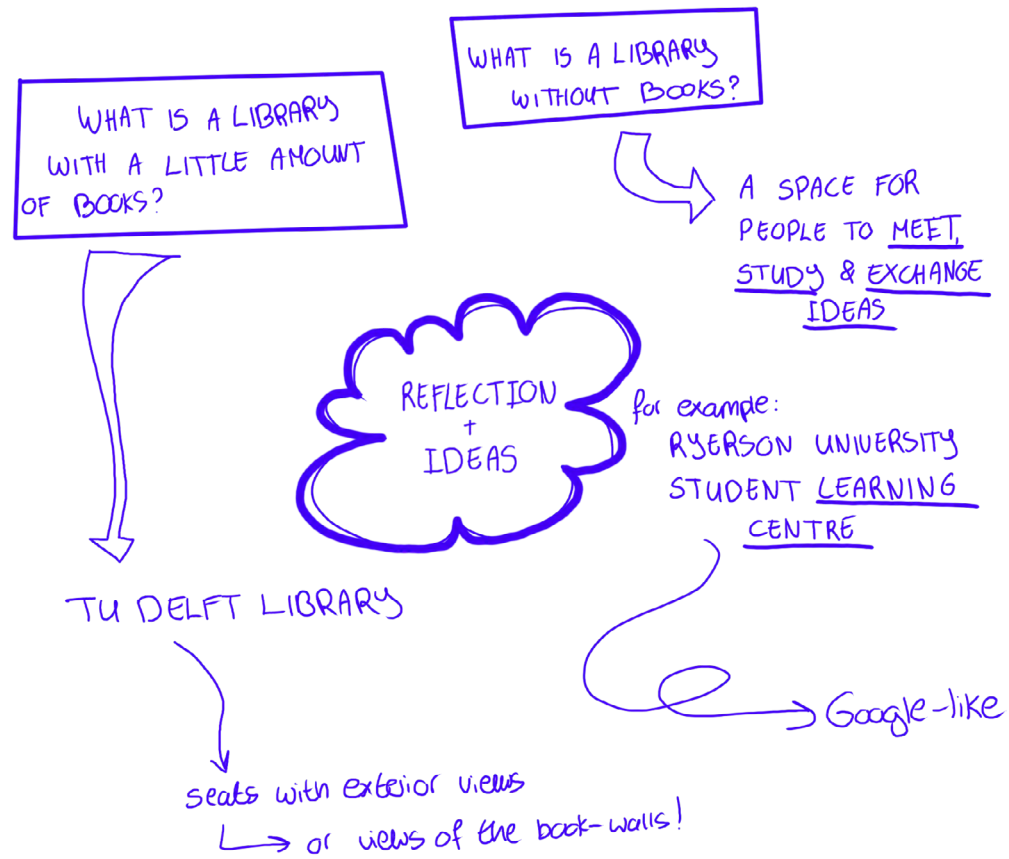 WHAT IS A LIBRARY
WITH A LITTLE AMOUNT
OF BOOKS?
WHAT IS A LIBRARY
WITHOUT BOOKS?
A SPACE FOR
PEOPLE TO MEET,
STUDY & EXCHANGE
IDEAS
REFLECTION
+
IDEAS
for example:
RYERSON UNIVERSITY
STUDENT LEARNING
CENTRE
TU DELFT LIBRARY
Google-like
seats with exterior views
or views of the book-walls!